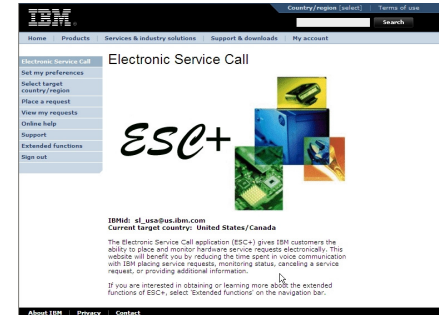 Country/region [select] | Terms of use
IBM.
Search
Home | Products | Services & industry solutions | Support & downloads | My account
Electronic Service Call
Electronic Service Call
Set my preferences
Select target
country/region
Place a request
View my requests
Online help
Support
Extended functions
Sign out
ESC+
IBMid: sl_usa@us.ibm.com
Current target country: United States/Canada
The Electronic Service Call application (ESC+) gives IBM customers the
ability to place and monitor hardware service requests electronically. This
website will benefit you by reducing the time spent in voice communication
with IBM placing service requests, monitoring status, canceling a service
request, or providing additional information.
If you are interested in obtaining or learning more about the extended
functions of ESC+, select 'Extended functions' on the navigation bar.
About IBM | Privacy | Contact